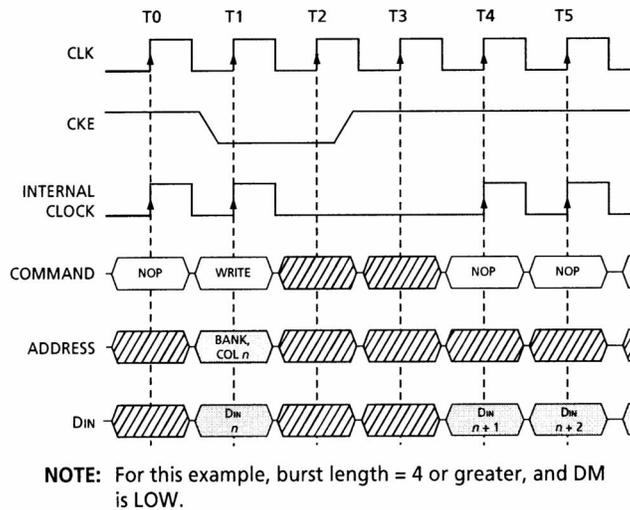 T0 T1 T2 T3 T4 T5
CLK
CKE
INTERNAL
CLOCK
COMMAND NOP WRITE NOP NOP
ADDRESS BANK,
COL n
DIN DIN DIN DIN
n n + 1 n + 2
NOTE: For this example, burst length = 4 or greater, and DM
is LOW.